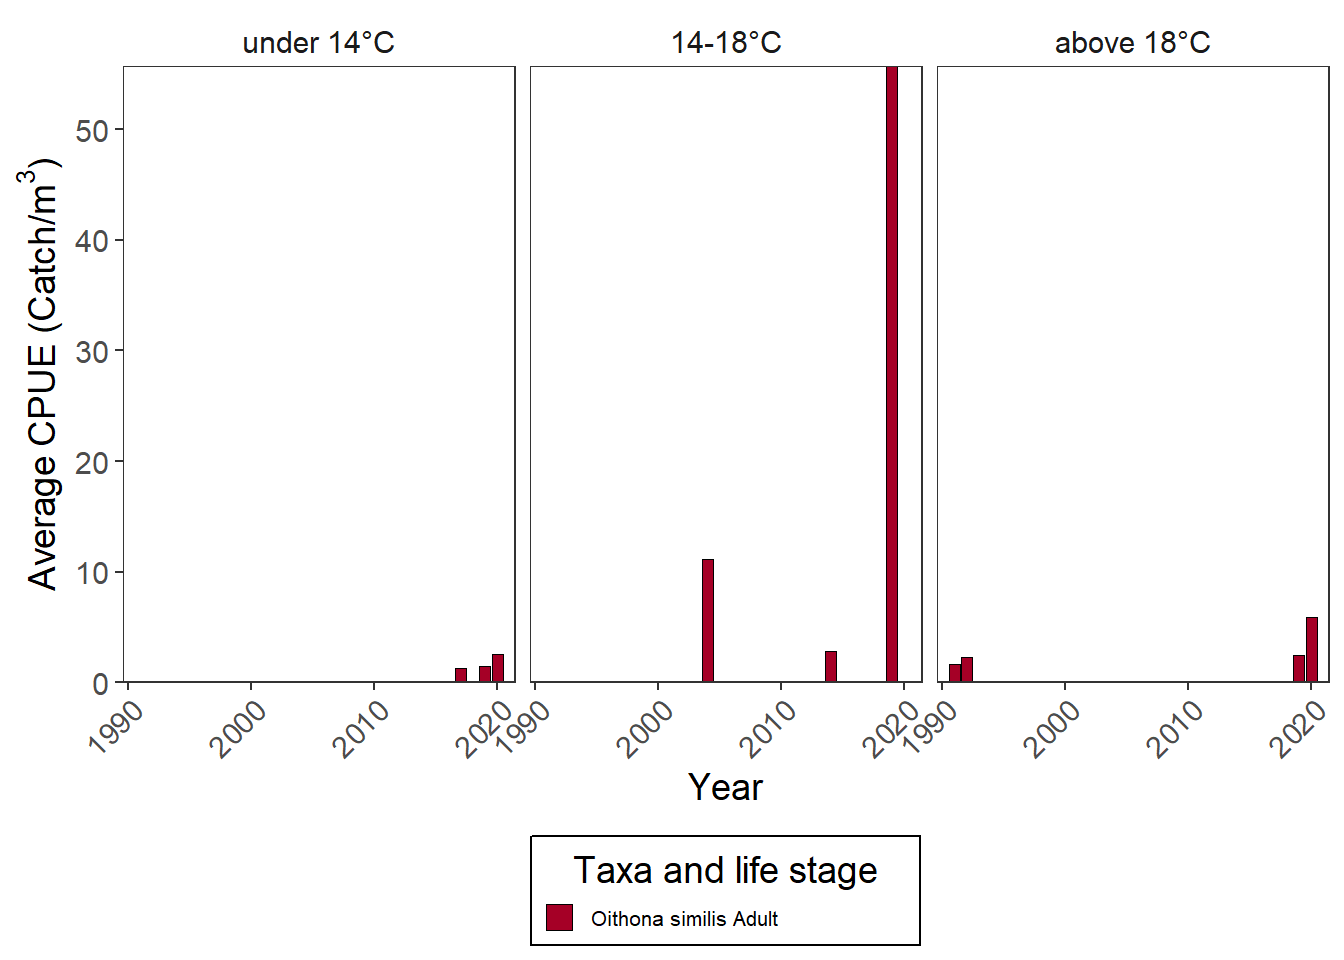 under 14°C
14-18°C
above 18°C
Average CPUE (Catch/m³)
50
40
30
20
10
0
1990 2000 2010 2020 1990 2000 2010 2020 1990 2000 2010 2020
Year
Taxa and life stage
Oithona similis Adult